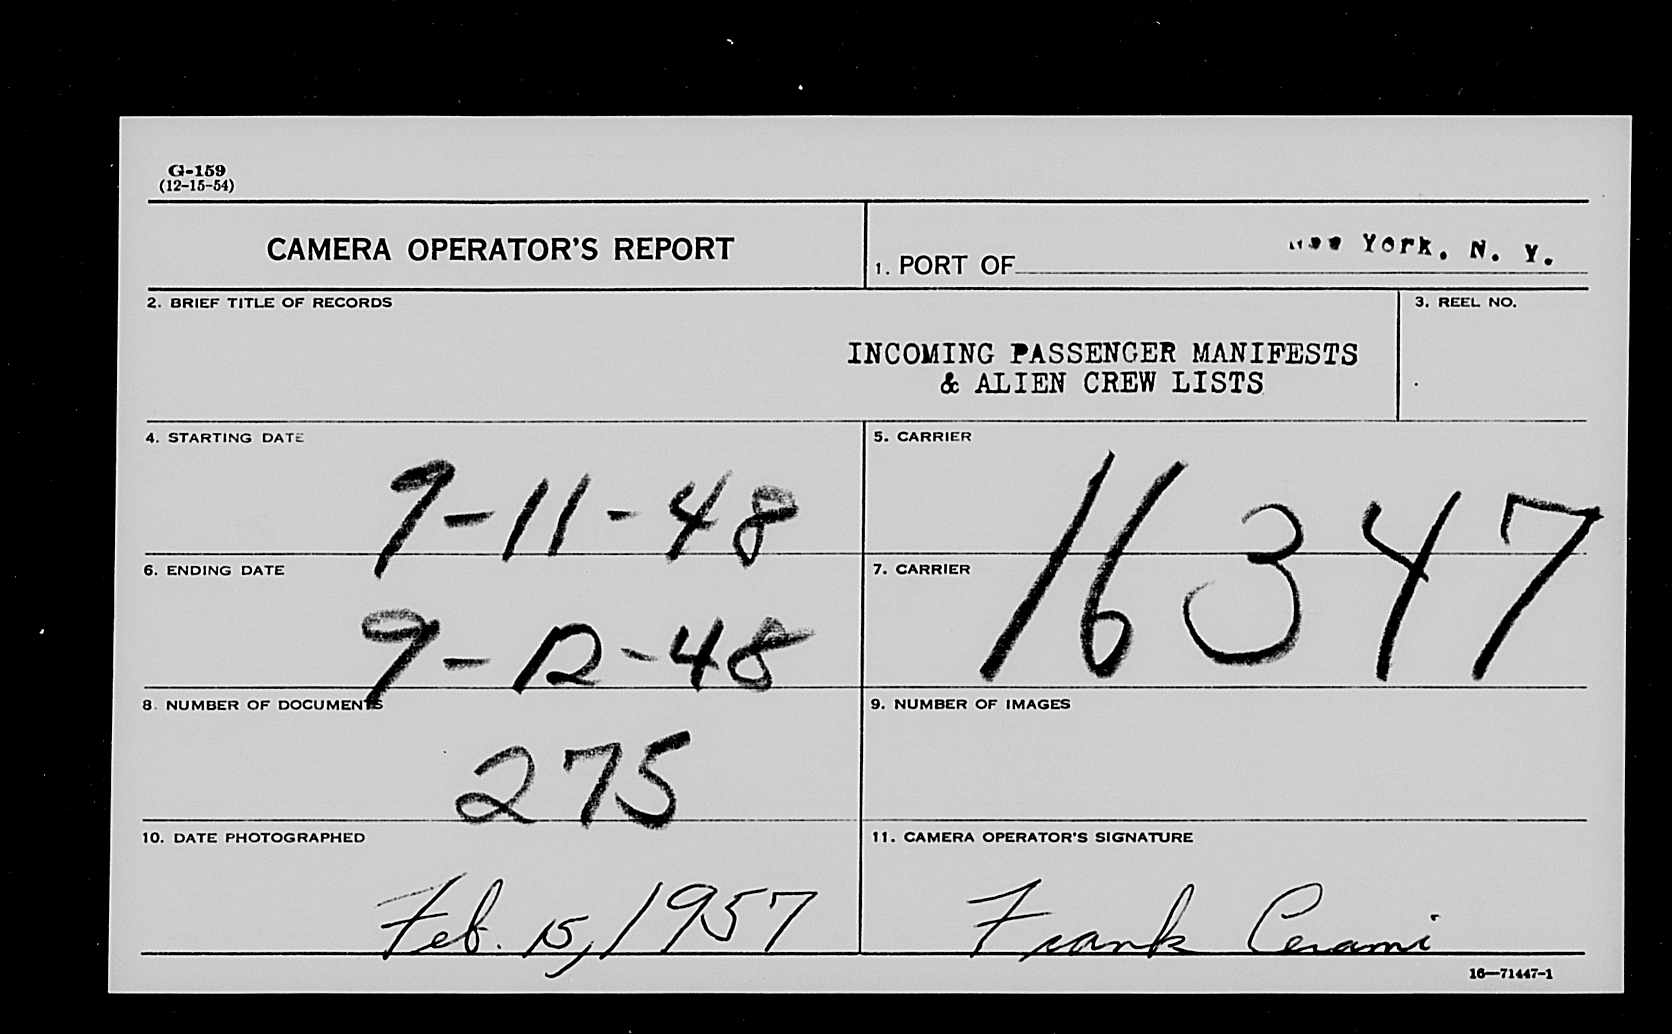 G-159
(12-15-54)
CAMERA OPERATOR'S REPORT
1. PORT OF New York, N. Y.
2. BRIEF TITLE OF RECORDS
INCOMING PASSENGER MANIFESTS
& ALIEN CREW LISTS
3. REEL NO.
4. STARTING DATE
9-11-48
5. CARRIER
16347
6. ENDING DATE
9-12-48
7. CARRIER
8. NUMBER OF DOCUMENTS
275
9. NUMBER OF IMAGES
10. DATE PHOTOGRAPHED
Feb. 15, 1957
11. CAMERA OPERATOR'S SIGNATURE
Frank Cerami
16—71447-1